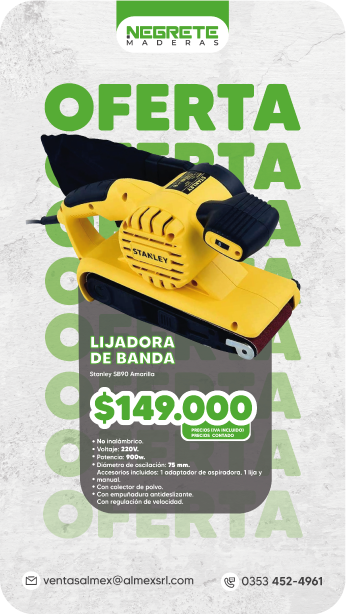 NEGRETE
MADERAS
OFERTA
OFERTA
OFERTA
OFERTA
OFERTA
OFERTA
OFERTA
OFERTA
STANLEY
STANLEY
LIJADORA
DE BANDA
Stanley SB90 Amarilla
$149.000
PRECIOS (IVA INCLUIDO)
PRECIOS CONTADO
• No inalámbrico.
• Voltaje: 220V.
• Potencia: 900w.
• Diámetro de oscilación: 75 mm.
Accesorios incluidos: 1 adaptador de aspiradora, 1 lija y
• manual.
• Con colector de polvo.
• Con empuñadura antideslizante.
Con regulación de velocidad.
ventasalmex@almexsrl.com
0353 452-4961